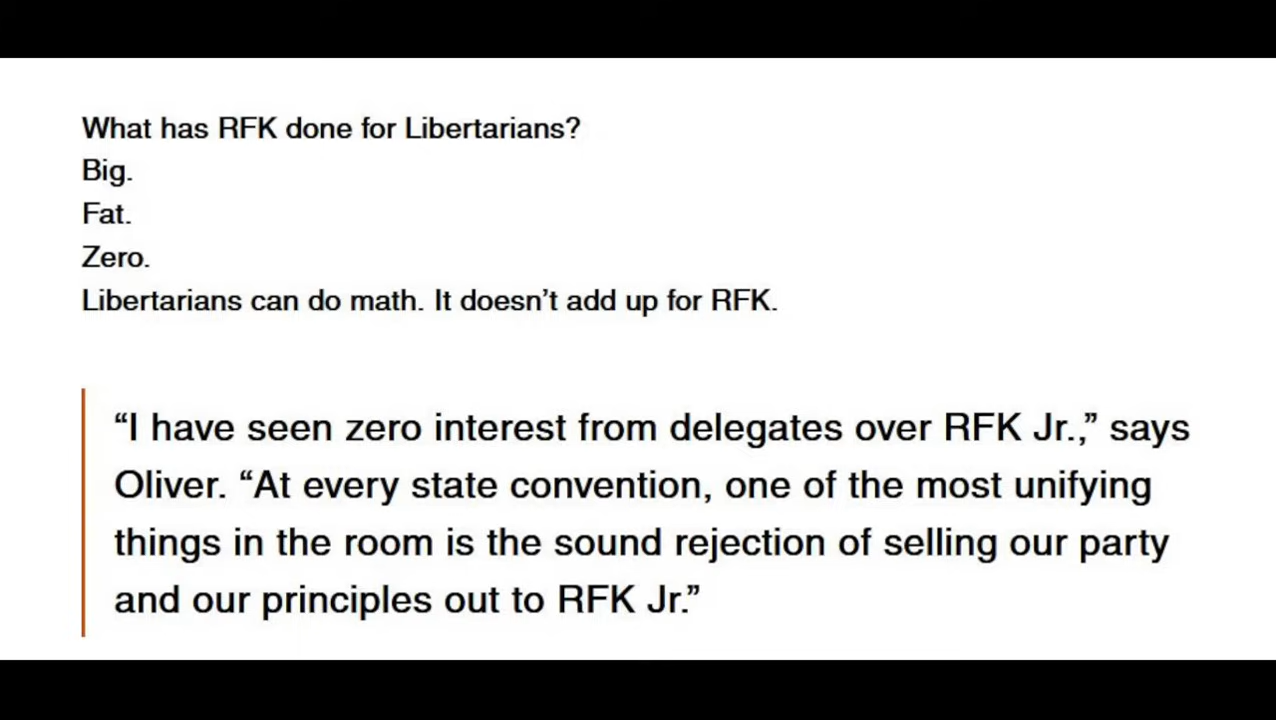 What has RFK done for Libertarians?
Big.
Fat.
Zero.
Libertarians can do math. It doesn’t add up for RFK.
“I have seen zero interest from delegates over RFK Jr.,” says
Oliver. “At every state convention, one of the most unifying
things in the room is the sound rejection of selling our party
and our principles out to RFK Jr.”